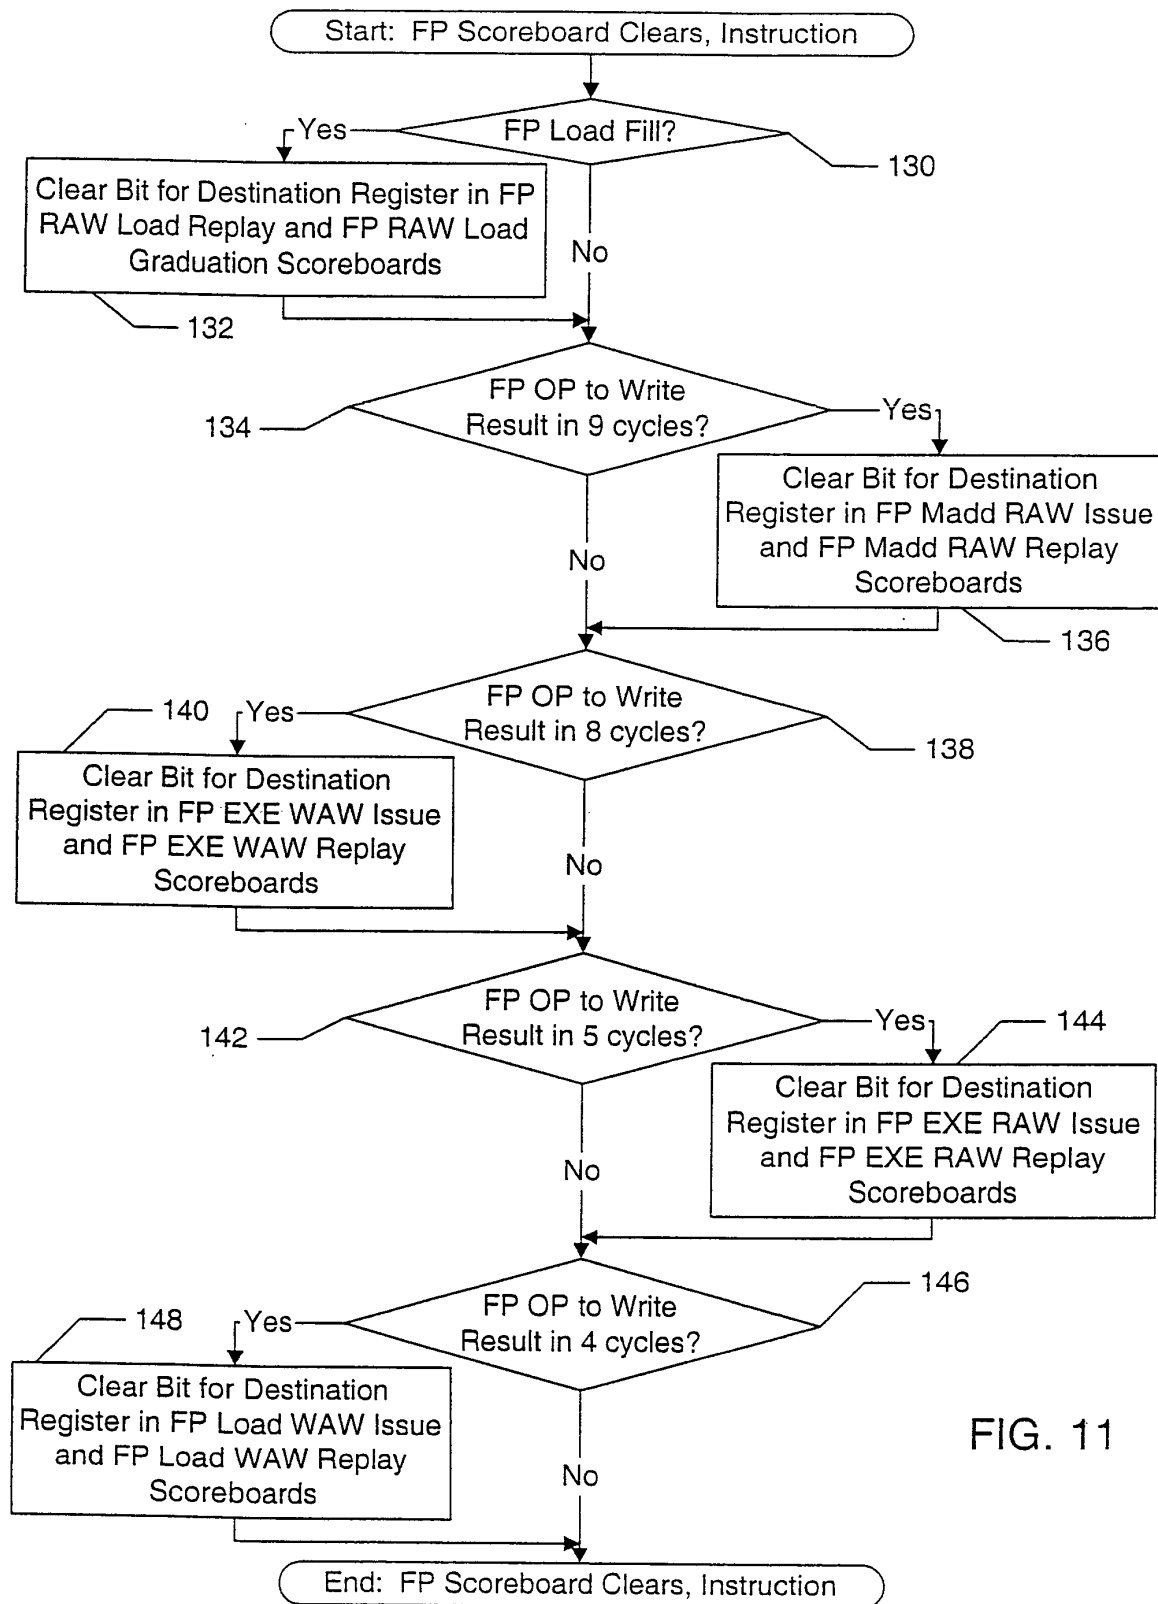 Start: FP Scoreboard Clears, Instruction
FP Load Fill?
Yes
130
Clear Bit for Destination Register in FP
RAW Load Replay and FP RAW Load
Graduation Scoreboards
No
132
FP OP to Write
Result in 9 cycles?
134
Yes
Clear Bit for Destination
Register in FP Madd RAW Issue
and FP Madd RAW Replay
Scoreboards
No
136
FP OP to Write
Result in 8 cycles?
140
Yes
138
Clear Bit for Destination
Register in FP EXE WAW Issue
and FP EXE WAW Replay
Scoreboards
No
FP OP to Write
Result in 5 cycles?
142
Yes
144
Clear Bit for Destination
Register in FP EXE RAW Issue
and FP EXE RAW Replay
Scoreboards
No
FP OP to Write
Result in 4 cycles?
146
148
Yes
Clear Bit for Destination
Register in FP Load WAW Issue
and FP Load WAW Replay
Scoreboards
No
FIG. 11
End: FP Scoreboard Clears, Instruction